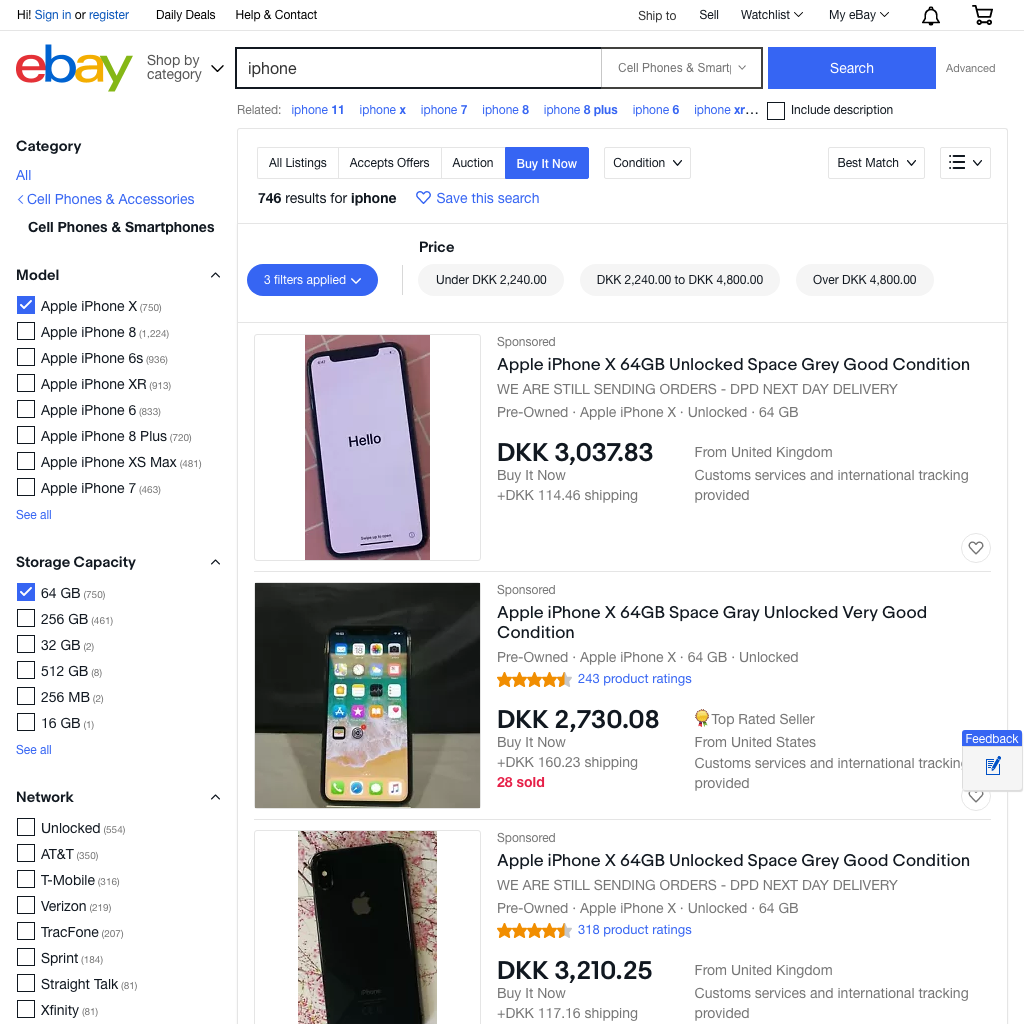 Hi! Sign in or register Daily Deals Help & Contact Ship to Sell Watchlist My eBay
ebay
Shop by category
iphone
Cell Phones & Smart
Search
Advanced
Related: iphone 11 iphone x iphone 7 iphone 8 iphone 8 plus iphone 6 iphone xr...
Include description
Category
All
Cell Phones & Accessories
Cell Phones & Smartphones
Model
Apple iPhone X (750)
Apple iPhone 8 (1,224)
Apple iPhone 6s (936)
Apple iPhone XR (913)
Apple iPhone 6 (833)
Apple iPhone 8 Plus (720)
Apple iPhone XS Max (481)
Apple iPhone 7 (463)
See all
Storage Capacity
64 GB (750)
256 GB (461)
32 GB (2)
512 GB (8)
256 MB (2)
16 GB (1)
See all
Network
Unlocked (554)
AT&T (350)
T-Mobile (316)
Verizon (219)
TracFone (207)
Sprint (184)
Straight Talk (81)
Xfinity (81)
All Listings Accepts Offers Auction Buy It Now Condition Best Match
746 results for iphone Save this search
Price
3 filters applied Under DKK 2,240.00 DKK 2,240.00 to DKK 4,800.00 Over DKK 4,800.00
Hello
Swipe up to open
Sponsored
Apple iPhone X 64GB Unlocked Space Grey Good Condition
WE ARE STILL SENDING ORDERS - DPD NEXT DAY DELIVERY
Pre-Owned · Apple iPhone X · Unlocked · 64 GB
DKK 3,037.83
Buy It Now
+DKK 114.46 shipping
From United Kingdom
Customs services and international tracking
provided
Sponsored
Apple iPhone X 64GB Space Gray Unlocked Very Good
Condition
Pre-Owned · Apple iPhone X · 64 GB · Unlocked
243 product ratings
DKK 2,730.08
Buy It Now
+DKK 160.23 shipping
28 sold
Top Rated Seller
From United States
Customs services and international tracking
provided
Feedback
iPhone
Sponsored
Apple iPhone X 64GB Unlocked Space Grey Good Condition
WE ARE STILL SENDING ORDERS - DPD NEXT DAY DELIVERY
Pre-Owned · Apple iPhone X · Unlocked · 64 GB
318 product ratings
DKK 3,210.25
Buy It Now
+DKK 117.16 shipping
From United Kingdom
Customs services and international tracking
provided